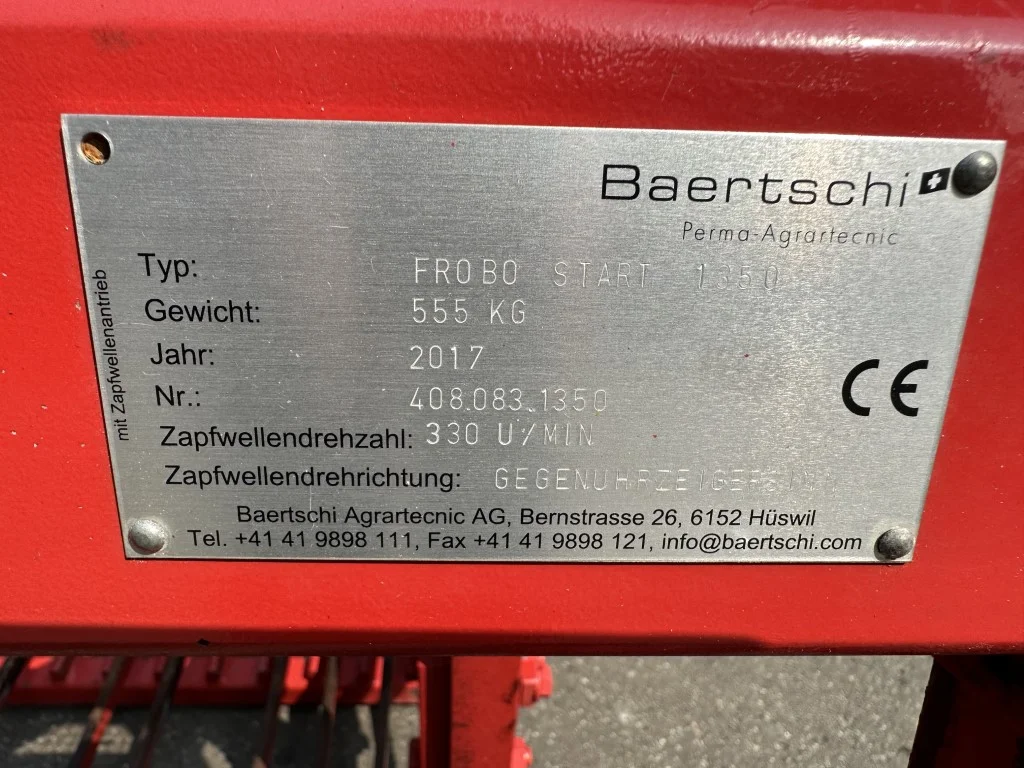 Baertschi
Perma-Agrartecnic
mit Zapfwellenantrieb
Typ: FROBO START 1350
Gewicht: 555 KG
Jahr: 2017
Nr.: 408.083.1350
Zapfwellendrehzahl: 330 U/MIN
Zapfwellendrehrichtung: GEGENUHRZEIGERSINN
Baertschi Agrartecnic AG, Bernstrasse 26, 6152 Hüswil
Tel. +41 41 9898 111, Fax +41 41 9898 121, info@baertschi.com
CE